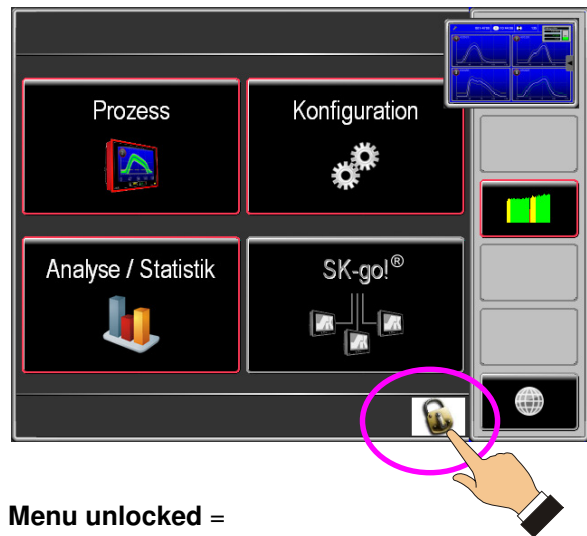 Prozess
Konfiguration
Analyse / Statistik
SK-go!®
Menu unlocked =